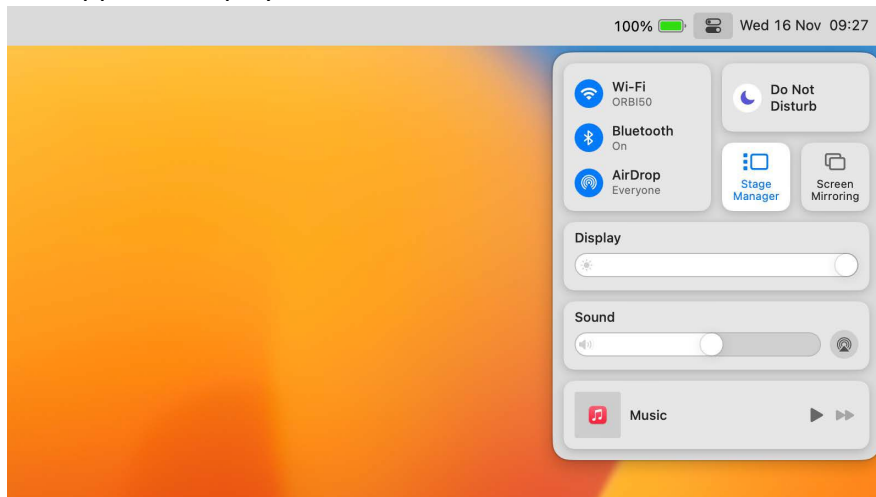 100% Wed 16 Nov 09:27
Wi-Fi
ORBI50
Bluetooth
On
AirDrop
Everyone
Do Not
Disturb
Stage
Manager
Screen
Mirroring
Display
Sound
Music